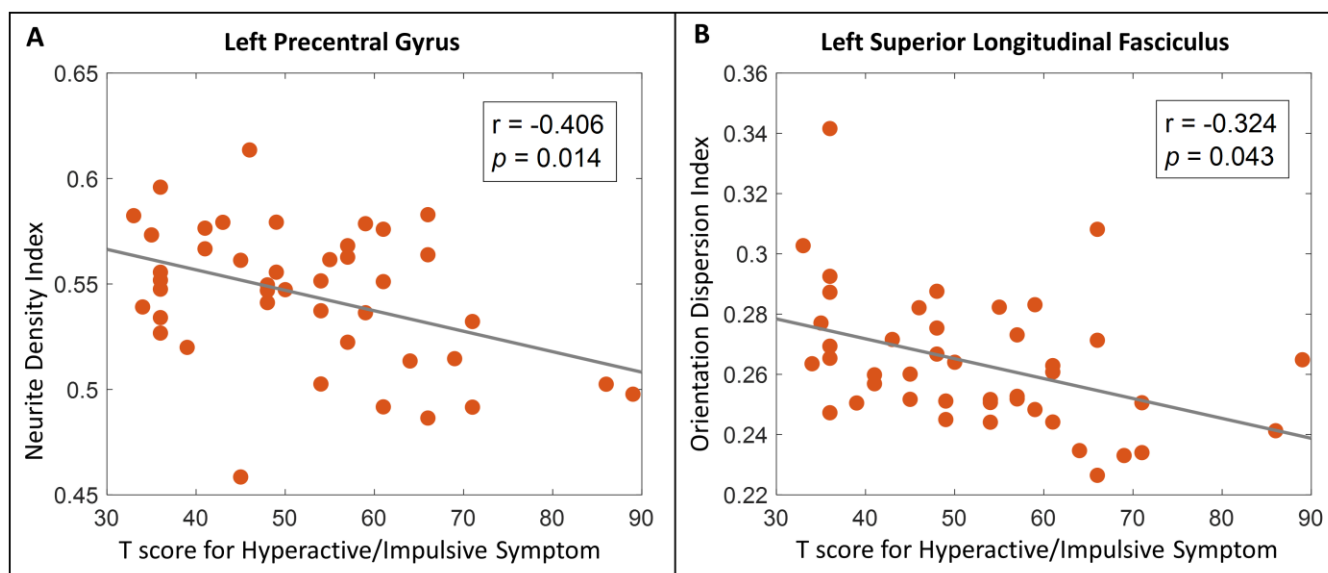 A
Left Precentral Gyrus
0.65
0.6
0.55
0.5
0.45
Neurite Density Index
r = -0.406
p = 0.014
30 40 50 60 70 80 90
T score for Hyperactive/Impulsive Symptom
B
Left Superior Longitudinal Fasciculus
0.36
0.34
0.32
0.3
0.28
0.26
0.24
0.22
Orientation Dispersion Index
r = -0.324
p = 0.043
30 40 50 60 70 80 90
T score for Hyperactive/Impulsive Symptom